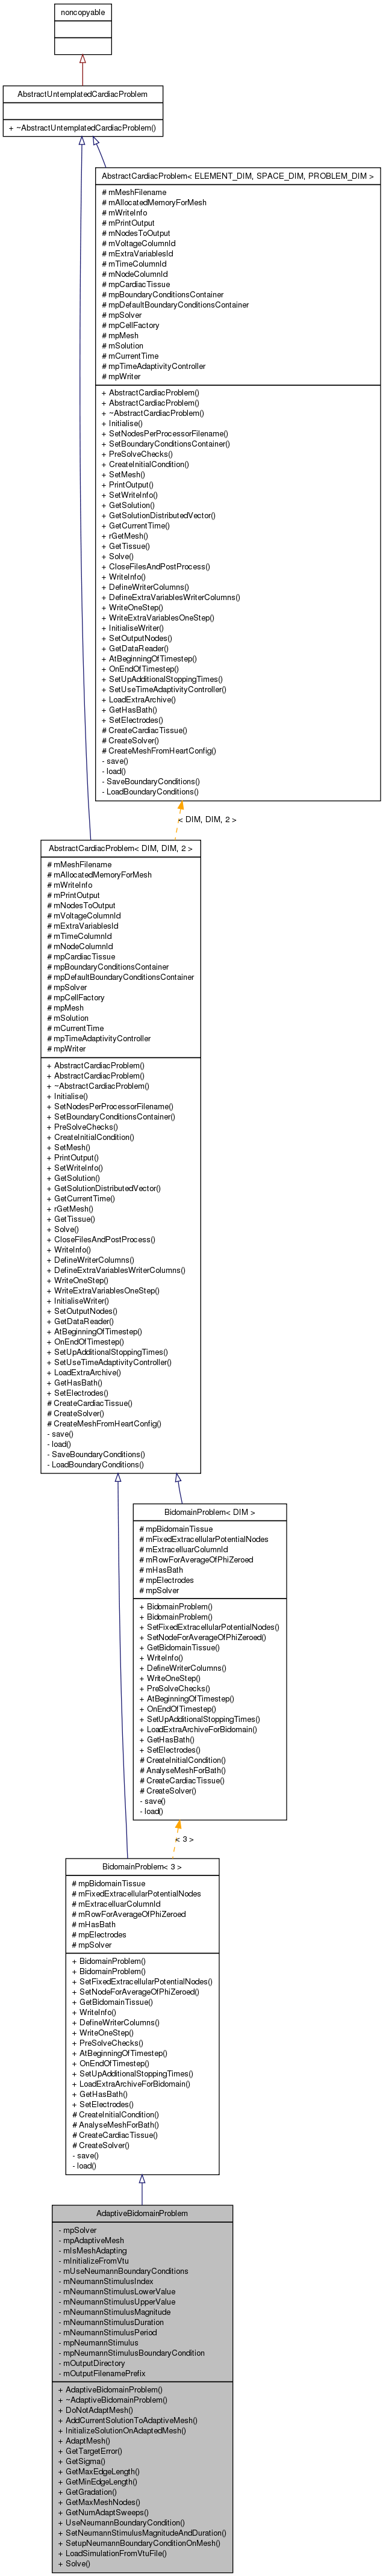 noncopyable
AbstractUntemplatedCardiacProblem
+ ~AbstractUntemplatedCardiacProblem()
AbstractCardiacProblem< ELEMENT_DIM, SPACE_DIM, PROBLEM_DIM >
# mMeshFilename
# mAllocatedMemoryForMesh
# mWriteInfo
# mPrintOutput
# mNodesToOutput
# mVoltageColumnId
# mExtraVariablesId
# mTimeColumnId
# mNodeColumnId
# mpCardiacTissue
# mpBoundaryConditionsContainer
# mpDefaultBoundaryConditionsContainer
# mpSolver
# mpCellFactory
# mpMesh
# mSolution
# mCurrentTime
# mpTimeAdaptivityController
# mpWriter
+ AbstractCardiacProblem()
+ AbstractCardiacProblem()
+ ~AbstractCardiacProblem()
+ Initialise()
+ SetNodesPerProcessorFilename()
+ SetBoundaryConditionsContainer()
+ PreSolveChecks()
+ CreateInitialCondition()
+ SetMesh()
+ PrintOutput()
+ SetWriteInfo()
+ GetSolution()
+ GetSolutionDistributedVector()
+ GetCurrentTime()
+ rGetMesh()
+ GetTissue()
+ Solve()
+ CloseFilesAndPostProcess()
+ WriteInfo()
+ DefineWriterColumns()
+ DefineExtraVariablesWriterColumns()
+ WriteOneStep()
+ WriteExtraVariablesOneStep()
+ InitialiseWriter()
+ SetOutputNodes()
+ GetDataReader()
+ AtBeginningOfTimestep()
+ OnEndOfTimestep()
+ SetUpAdditionalStoppingTimes()
+ SetUseTimeAdaptivityController()
+ LoadExtraArchive()
+ GetHasBath()
+ SetElectrodes()
# CreateCardiacTissue()
# CreateSolver()
# CreateMeshFromHeartConfig()
- save()
- load()
- SaveBoundaryConditions()
- LoadBoundaryConditions()
< DIM, DIM, 2 >
AbstractCardiacProblem< DIM, DIM, 2 >
# mMeshFilename
# mAllocatedMemoryForMesh
# mWriteInfo
# mPrintOutput
# mNodesToOutput
# mVoltageColumnId
# mExtraVariablesId
# mTimeColumnId
# mNodeColumnId
# mpCardiacTissue
# mpBoundaryConditionsContainer
# mpDefaultBoundaryConditionsContainer
# mpSolver
# mpCellFactory
# mpMesh
# mSolution
# mCurrentTime
# mpTimeAdaptivityController
# mpWriter
+ AbstractCardiacProblem()
+ AbstractCardiacProblem()
+ ~AbstractCardiacProblem()
+ Initialise()
+ SetNodesPerProcessorFilename()
+ SetBoundaryConditionsContainer()
+ PreSolveChecks()
+ CreateInitialCondition()
+ SetMesh()
+ PrintOutput()
+ SetWriteInfo()
+ GetSolution()
+ GetSolutionDistributedVector()
+ GetCurrentTime()
+ rGetMesh()
+ GetTissue()
+ Solve()
+ CloseFilesAndPostProcess()
+ WriteInfo()
+ DefineWriterColumns()
+ DefineExtraVariablesWriterColumns()
+ WriteOneStep()
+ WriteExtraVariablesOneStep()
+ InitialiseWriter()
+ SetOutputNodes()
+ GetDataReader()
+ AtBeginningOfTimestep()
+ OnEndOfTimestep()
+ SetUpAdditionalStoppingTimes()
+ SetUseTimeAdaptivityController()
+ LoadExtraArchive()
+ GetHasBath()
+ SetElectrodes()
# CreateCardiacTissue()
# CreateSolver()
# CreateMeshFromHeartConfig()
- save()
- load()
- SaveBoundaryConditions()
- LoadBoundaryConditions()
BidomainProblem< DIM >
# mpBidomainTissue
# mFixedExtracellularPotentialNodes
# mExtracelluarColumnId
# mRowForAverageOfPhiZeroed
# mHasBath
# mpElectrodes
# mpSolver
+ BidomainProblem()
+ BidomainProblem()
+ SetFixedExtracellularPotentialNodes()
+ SetNodeForAverageOfPhiZeroed()
+ GetBidomainTissue()
+ WriteInfo()
+ DefineWriterColumns()
+ WriteOneStep()
+ PreSolveChecks()
+ AtBeginningOfTimestep()
+ OnEndOfTimestep()
+ SetUpAdditionalStoppingTimes()
+ LoadExtraArchiveForBidomain()
+ GetHasBath()
+ SetElectrodes()
# CreateInitialCondition()
# AnalyseMeshForBath()
# CreateCardiacTissue()
# CreateSolver()
- save()
- load()
< 3 >
BidomainProblem< 3 >
# mpBidomainTissue
# mFixedExtracellularPotentialNodes
# mExtracelluarColumnId
# mRowForAverageOfPhiZeroed
# mHasBath
# mpElectrodes
# mpSolver
+ BidomainProblem()
+ BidomainProblem()
+ SetFixedExtracellularPotentialNodes()
+ SetNodeForAverageOfPhiZeroed()
+ GetBidomainTissue()
+ WriteInfo()
+ DefineWriterColumns()
+ WriteOneStep()
+ PreSolveChecks()
+ AtBeginningOfTimestep()
+ OnEndOfTimestep()
+ SetUpAdditionalStoppingTimes()
+ LoadExtraArchiveForBidomain()
+ GetHasBath()
+ SetElectrodes()
# CreateInitialCondition()
# AnalyseMeshForBath()
# CreateCardiacTissue()
# CreateSolver()
- save()
- load()
AdaptiveBidomainProblem
- mpSolver
- mpAdaptiveMesh
- mIsMeshAdapting
- mInitializeFromVtu
- mUseNeumannBoundaryConditions
- mNeumannStimulusIndex
- mNeumannStimulusLowerValue
- mNeumannStimulusUpperValue
- mNeumannStimulusMagnitude
- mNeumannStimulusDuration
- mNeumannStimulusPeriod
- mpNeumannStimulus
- mpNeumannStimulusBoundaryCondition
- mOutputDirectory
- mOutputFilenamePrefix
+ AdaptiveBidomainProblem()
+ ~AdaptiveBidomainProblem()
+ DoNotAdaptMesh()
+ AddCurrentSolutionToAdaptiveMesh()
+ InitializeSolutionOnAdaptedMesh()
+ AdaptMesh()
+ GetTargetError()
+ GetSigma()
+ GetMaxEdgeLength()
+ GetMinEdgeLength()
+ GetGradation()
+ GetMaxMeshNodes()
+ GetNumAdaptSweeps()
+ UseNeumannBoundaryCondition()
+ SetNeumannStimulusMagnitudeAndDuration()
+ SetupNeumannBoundaryConditionOnMesh()
+ LoadSimulationFromVtuFile()
+ Solve()